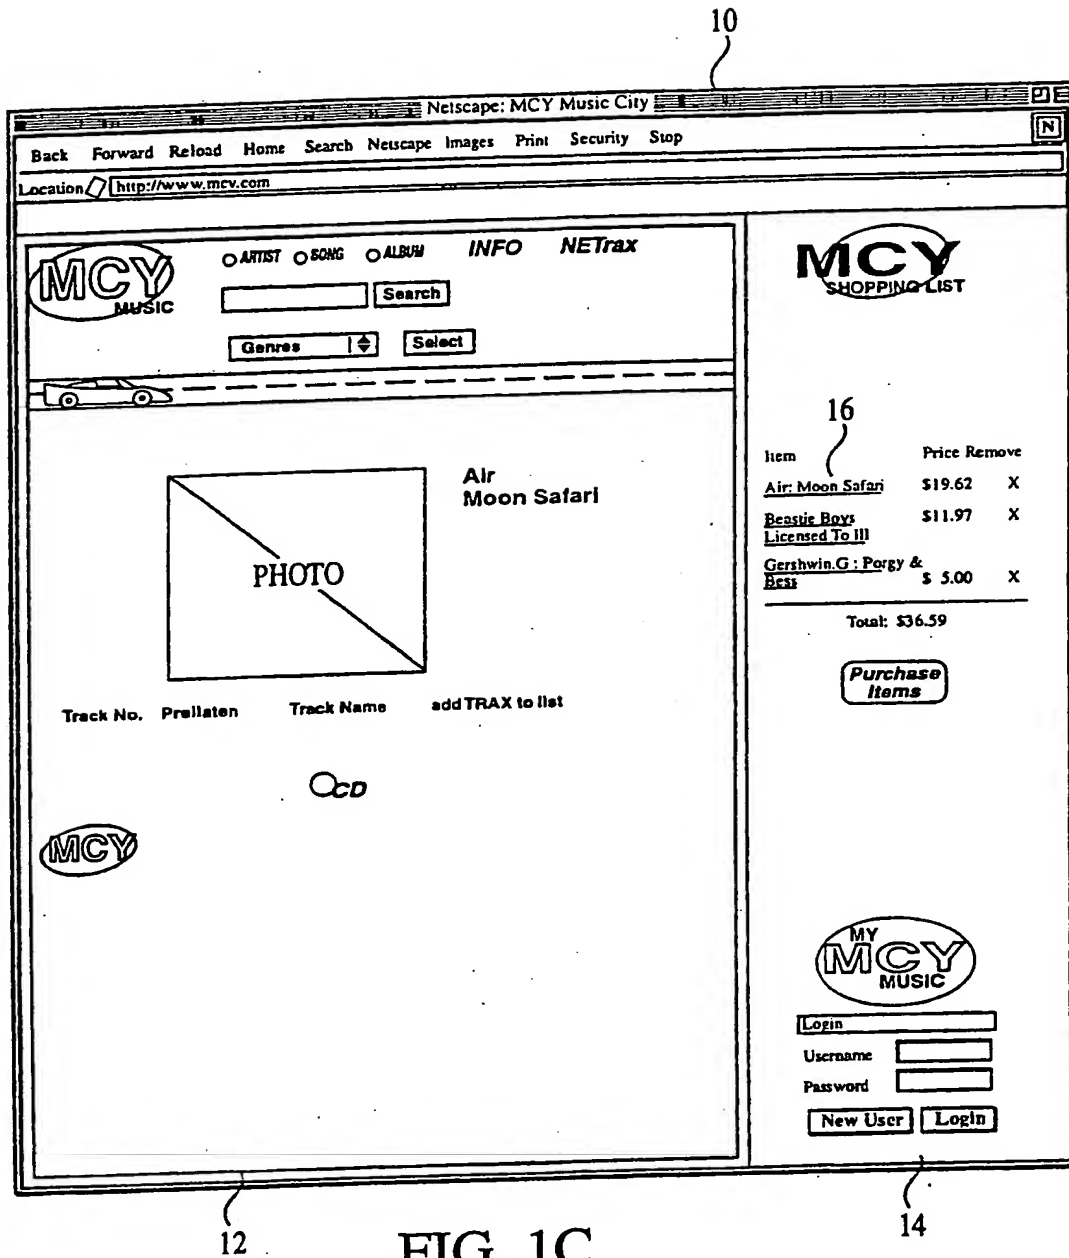 10
Netscape: MCY Music City
N
Back Forward Reload Home Search Netscape Images Print Security Stop
Location http://www.mcy.com
MCY
MUSIC
ARTIST SONG ALBUM INFO NETrax
Search
Genres Select
MCY
SHOPPING LIST
16
Item Price Remove
Air: Moon Safari $19.62 X
Beastie Boys $11.97 X
Licensed To Ill
Gershwin.G : Porgy &
Bess $ 5.00 X
Total: $36.59
Purchase
Items
Air
Moon Safari
PHOTO
Track No. Prellaten Track Name add TRAX to list
CD
MCY
MY
MCY
MUSIC
Login
Username
Password
New User Login
12
14
FIG. 1C